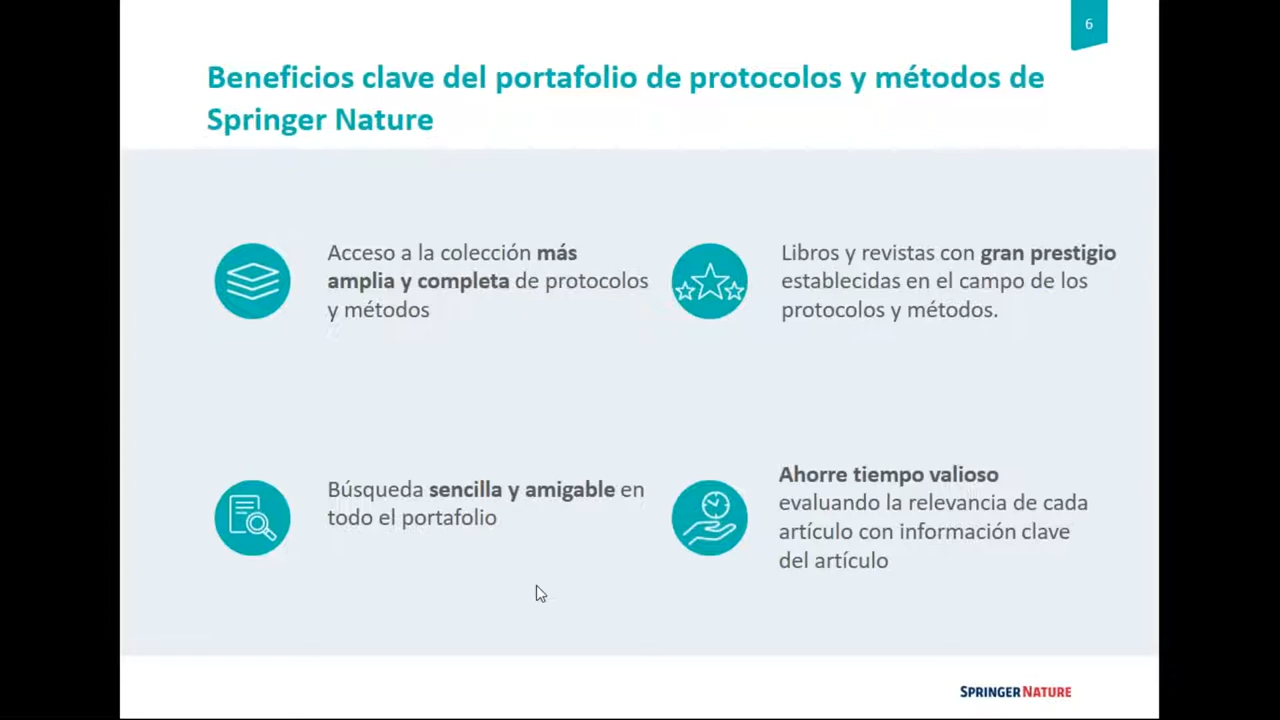 6
Beneficios clave del portafolio de protocolos y métodos de
Springer Nature
Acceso a la colección más
amplia y completa de protocolos
y métodos
Libros y revistas con gran prestigio
establecidas en el campo de los
protocolos y métodos.
Búsqueda sencilla y amigable en
todo el portafolio
Ahorre tiempo valioso
evaluando la relevancia de cada
artículo con información clave
del artículo
SPRINGER NATURE